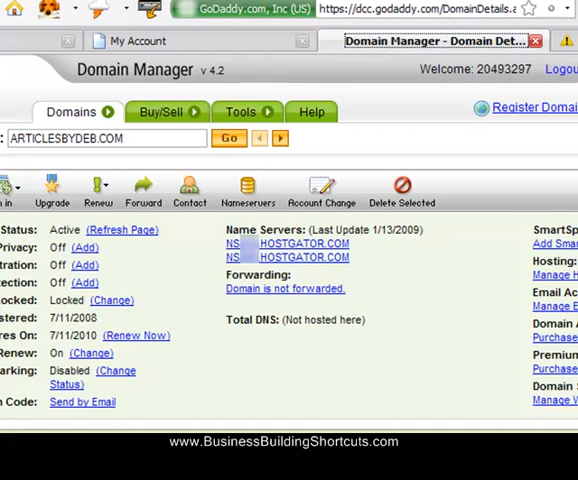 GoDaddy.com, Inc (US) https://dcc.godaddy.com/DomainDetails.a
My Account Domain Manager - Domain Det...
Domain Manager v 4.2 Welcome: 20493297 Logou
Domains Buy/Sell Tools Help Register Domai
: ARTICLESBYDEB.COM Go
n in Upgrade Renew Forward Contact Nameservers Account Change Delete Selected
Status: Active (Refresh Page) Name Servers: (Last Update 1/13/2009) SmartSp
Privacy: Off (Add) NS HOSTGATOR.COM Add Sma
tration: Off (Add) NS HOSTGATOR.COM Hosting:
tection: Off (Add) Forwarding: Manage H
Locked: Locked (Change) Domain is not forwarded. Email Ac
stered: 7/11/2008 Manage E
res On: 7/11/2010 (Renew Now) Total DNS: (Not hosted here) Domain A
Renew: On (Change) Purchase
arking: Disabled (Change Status) Premium
Purchase
n Code: Send by Email Domain S
Manage W
www.BusinessBuildingShortcuts.com